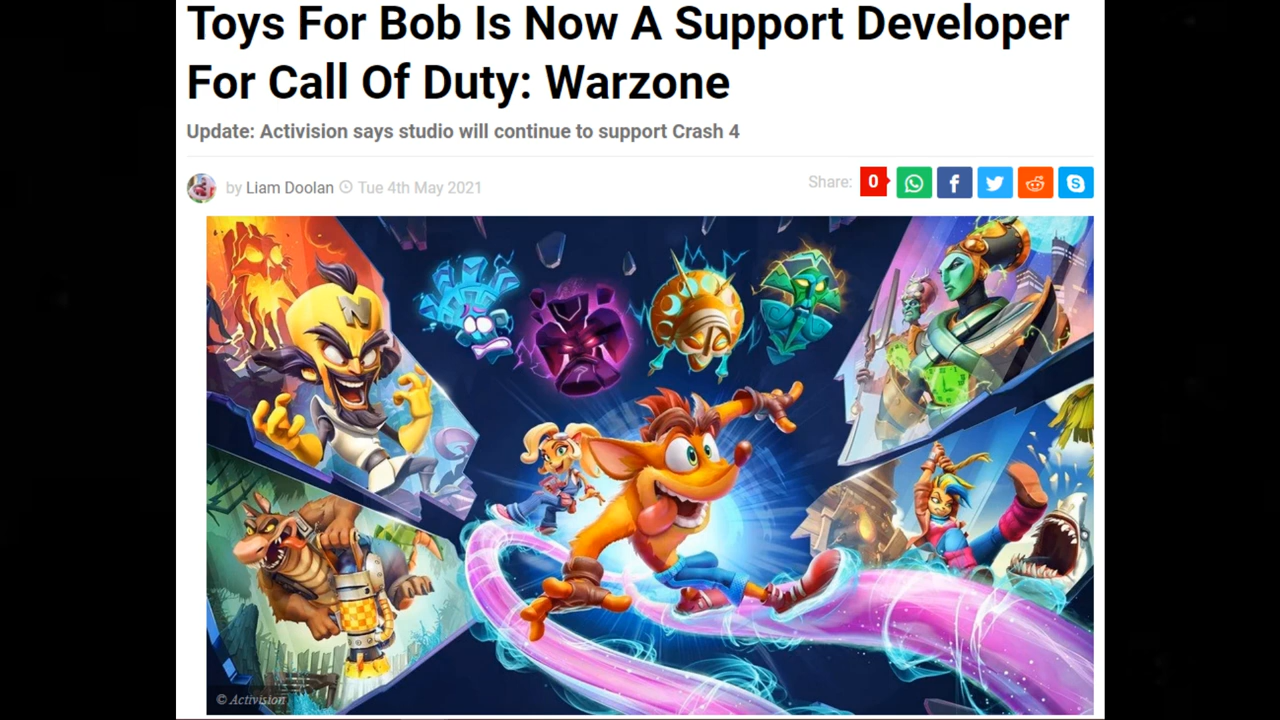 Toys For Bob Is Now A Support Developer
For Call Of Duty: Warzone
Update: Activision says studio will continue to support Crash 4
by Liam Doolan Tue 4th May 2021
Share: 0
N
© Activision